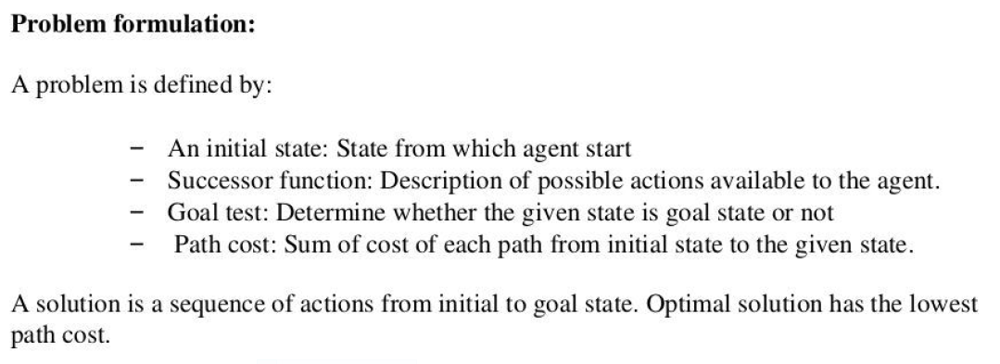 Problem formulation:
A problem is defined by:
– An initial state: State from which agent start
– Successor function: Description of possible actions available to the agent.
– Goal test: Determine whether the given state is goal state or not
– Path cost: Sum of cost of each path from initial state to the given state.
A solution is a sequence of actions from initial to goal state. Optimal solution has the lowest
path cost.